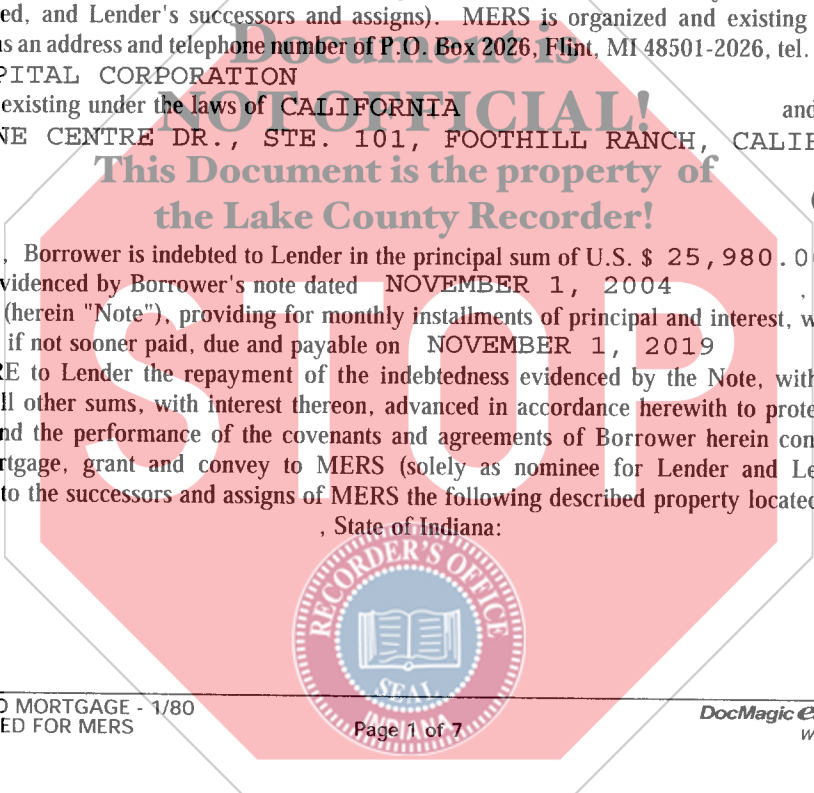 ed, and Lender's successors and assigns). MERS is organized and existing
s an address and telephone number of P.O. Box 2026, Flint, MI 48501-2026, tel.
PITAL CORPORATION
existing under the laws of CALIFORNIA and
NE CENTRE DR., STE. 101, FOOTHILL RANCH, CALIF
Document is
NOT OFFICIAL!
This Document is the property of
the Lake County Recorder!
, Borrower is indebted to Lender in the principal sum of U.S. $ 25,980.0
videnced by Borrower's note dated NOVEMBER 1, 2004 ,
(herein "Note"), providing for monthly installments of principal and interest, w
if not sooner paid, due and payable on NOVEMBER 1, 2019
RE to Lender the repayment of the indebtedness evidenced by the Note, with
ll other sums, with interest thereon, advanced in accordance herewith to prote
nd the performance of the covenants and agreements of Borrower herein con
rtgage, grant and convey to MERS (solely as nominee for Lender and Le
to the successors and assigns of MERS the following described property located
, State of Indiana:
STOP
RECORDER'S OFFICE
SEAL
INDIANA
D MORTGAGE - 1/80
ED FOR MERS
Page 1 of 7
DocMagic